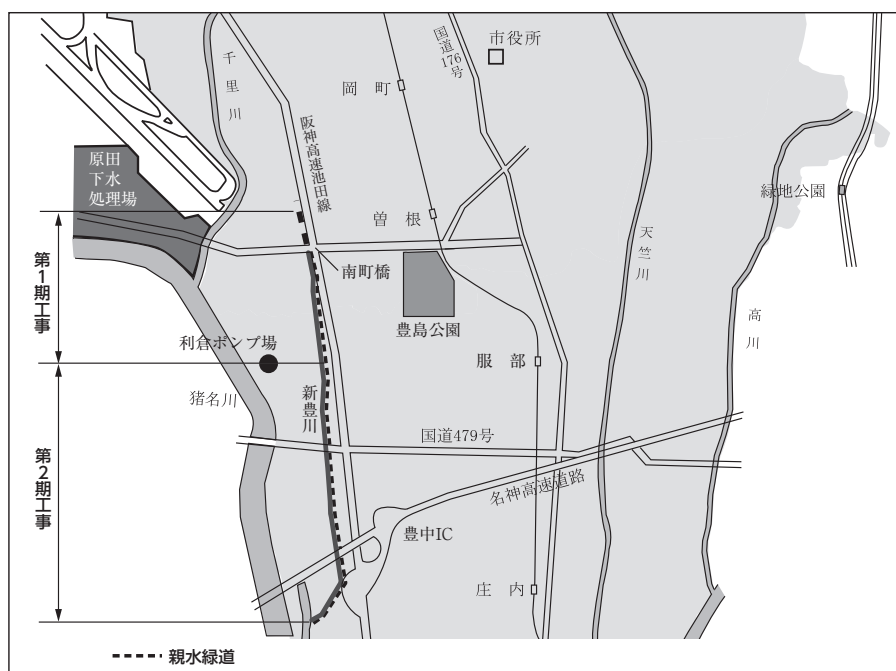 市役所
国道
176
号
千里川
岡町
阪神高速池田線
原田
下水
処理場
緑地公園
曽根
天竺川
南町橋
第1期工事
豊島公園
高川
利倉ポンプ場
服部
猪名川
新豊川
国道479号
第2期工事
名神高速道路
豊中IC
庄内
親水緑道